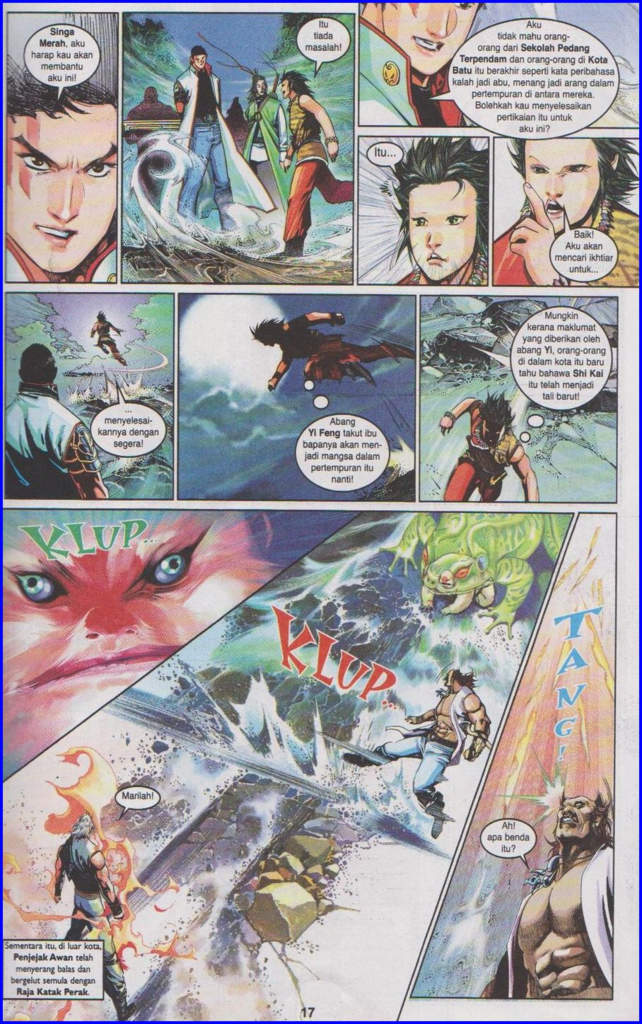 Singa
Merah, aku
harap kau akan
membantu
aku ini!
Itu
tiada
masalah!
Aku
tidak mahu orang-
orang dari Sekolah Pedang
Terpendam dan orang-orang di Kota
Batu itu berakhir seperti kata peribahasa
kalah jadi abu, menang jadi arang dalam
pertempuran di antara mereka.
Bolehkah kau menyelesaikan
pertikaian itu untuk
aku ini?
Itu...
Baik!
Aku akan
mencari ikhtiar
untuk...
...
menyelesai-
kannya dengan
segera!
Abang
Yi Feng takut ibu
bapanya akan men-
jadi mangsa dalam
pertempuran itu
nanti!
Mungkin
kerana maklumat
yang diberikan oleh
abang Yi, orang-orang
di dalam kota itu baru
tahu bahawa Shi Kai
itu telah menjadi
tali barut!
KLUP...
KLUP...
TANG!
Marilah!
Ah!
apa benda
itu?
Sementara itu, di luar kota,
Penjejak Awan telah
menyerang balas dan
bergelut semula dengan
Raja Katak Perak.
17